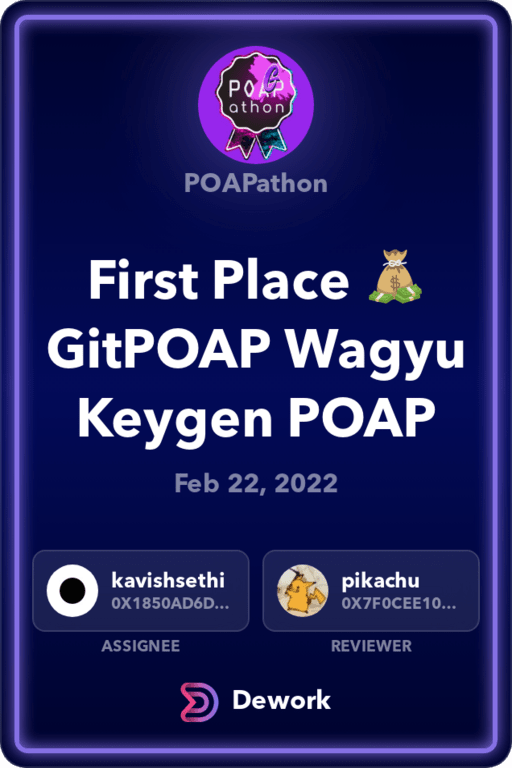 POAP
athon
POAPathon
First Place 💰
GitPOAP Wagyu
Keygen POAP
Feb 22, 2022
kavishsethi
0X1850AD6D...
pikachu
0X7F0CEE10...
ASSIGNEE
REVIEWER
Dework